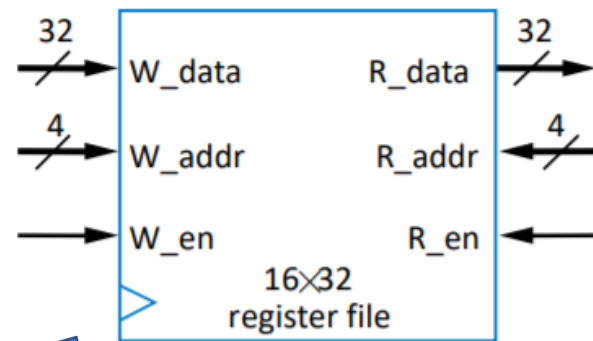 32 32
W_data R_data
4 4
W_addr R_addr
W_en R_en
16×32
register file